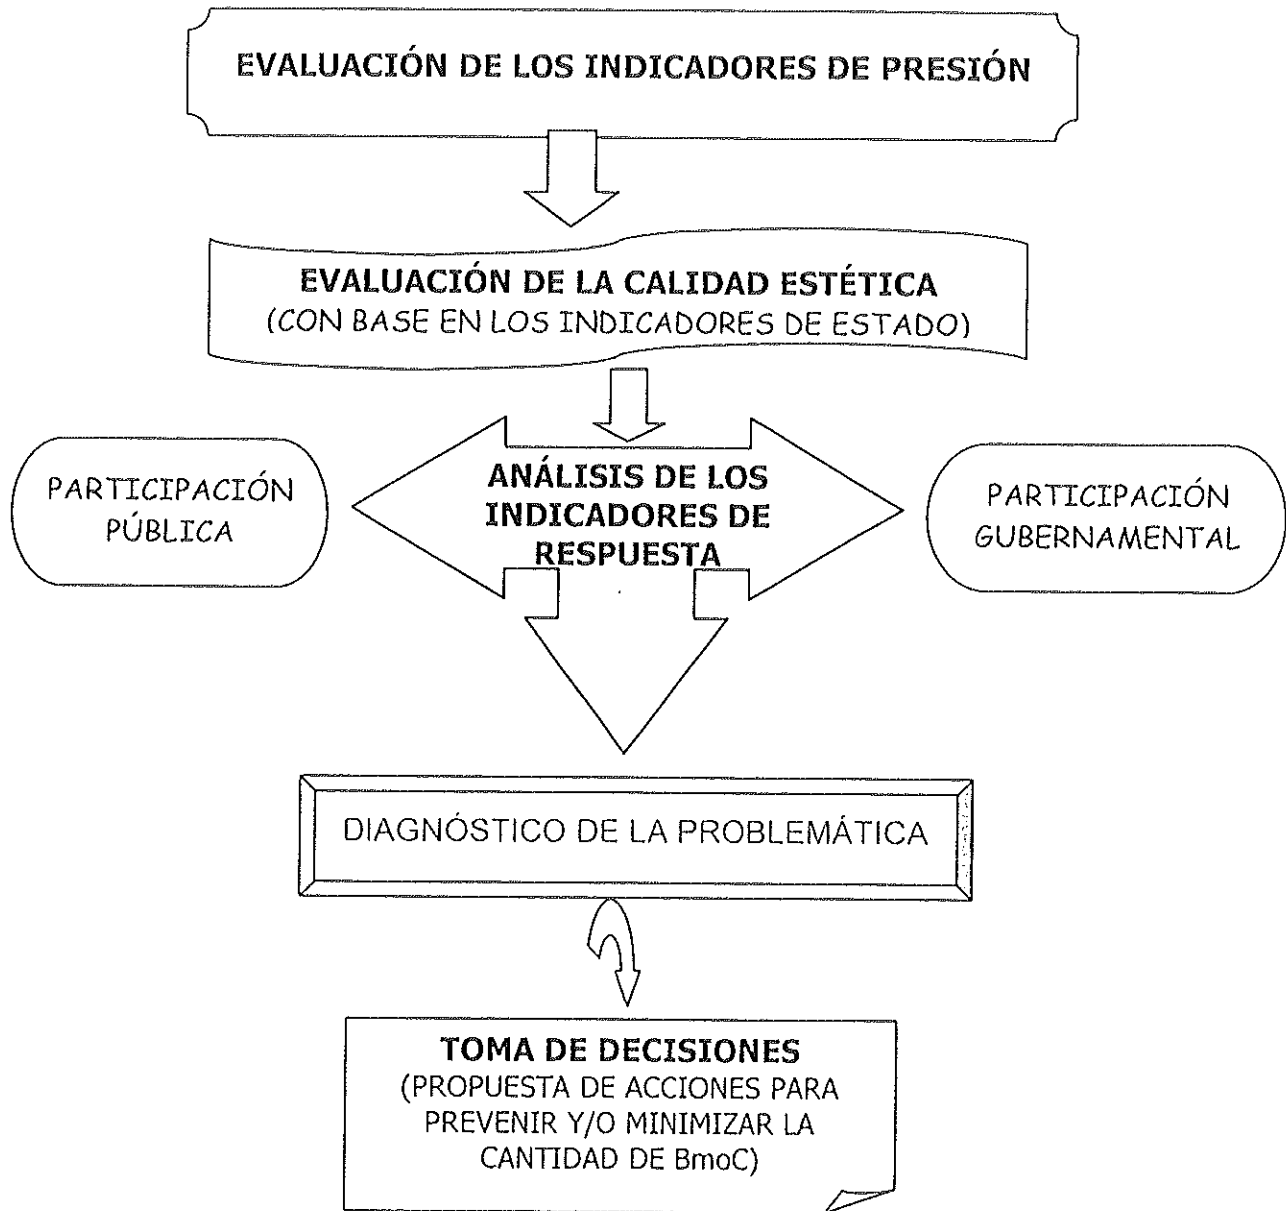 EVALUACIÓN DE LOS INDICADORES DE PRESIÓN
EVALUACIÓN DE LA CALIDAD ESTÉTICA
(CON BASE EN LOS INDICADORES DE ESTADO)
PARTICIPACIÓN
PÚBLICA
ANÁLISIS DE LOS
INDICADORES DE
RESPUESTA
PARTICIPACIÓN
GUBERNAMENTAL
DIAGNÓSTICO DE LA PROBLEMÁTICA
TOMA DE DECISIONES
(PROPUESTA DE ACCIONES PARA
PREVENIR Y/O MINIMIZAR LA
CANTIDAD DE BmoC)